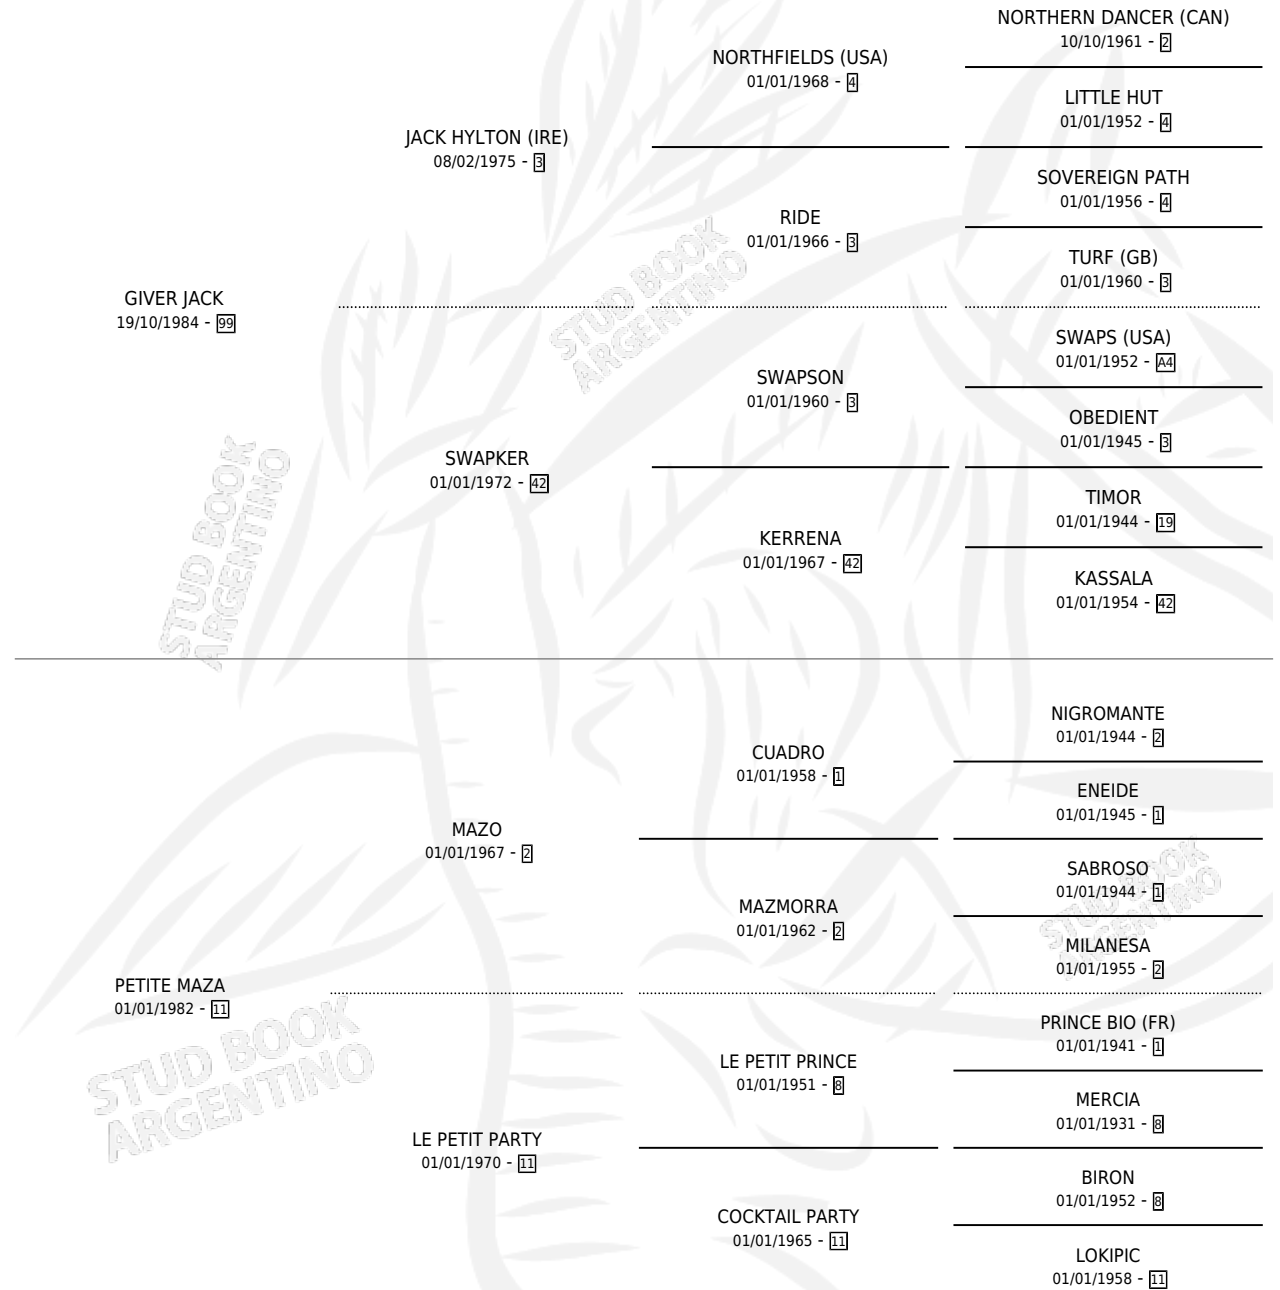 NORTHERN DANCER (CAN)
10/10/1961 - 2
NORTHFIELDS (USA)
01/01/1968 - 4
LITTLE HUT
01/01/1952 - 4
JACK HYLTON (IRE)
08/02/1975 - 3
SOVEREIGN PATH
01/01/1956 - 4
RIDE
01/01/1966 - 3
TURF (GB)
01/01/1960 - 3
GIVER JACK
19/10/1984 - 99
SWAPS (USA)
01/01/1952 - A4
SWAPSON
01/01/1960 - 3
OBEDIENT
01/01/1945 - 3
SWAPKER
01/01/1972 - 42
TIMOR
01/01/1944 - 19
KERRENA
01/01/1967 - 42
KASSALA
01/01/1954 - 42
NIGROMANTE
01/01/1944 - 2
CUADRO
01/01/1958 - 1
ENEIDE
01/01/1945 - 1
MAZO
01/01/1967 - 2
SABROSO
01/01/1944 - 1
MAZMORRA
01/01/1962 - 2
MILANESA
01/01/1955 - 2
PETITE MAZA
01/01/1982 - 11
PRINCE BIO (FR)
01/01/1941 - 1
LE PETIT PRINCE
01/01/1951 - 8
MERCIA
01/01/1931 - 8
LE PETIT PARTY
01/01/1970 - 11
BIRON
01/01/1952 - 8
COCKTAIL PARTY
01/01/1965 - 11
LOKIPIC
01/01/1958 - 11
STUD BOOK
ARGENTINO
STUD BOOK
ARGENTINO
STUD BOOK
ARGENTINO
STUD BOOK
ARGENTINO